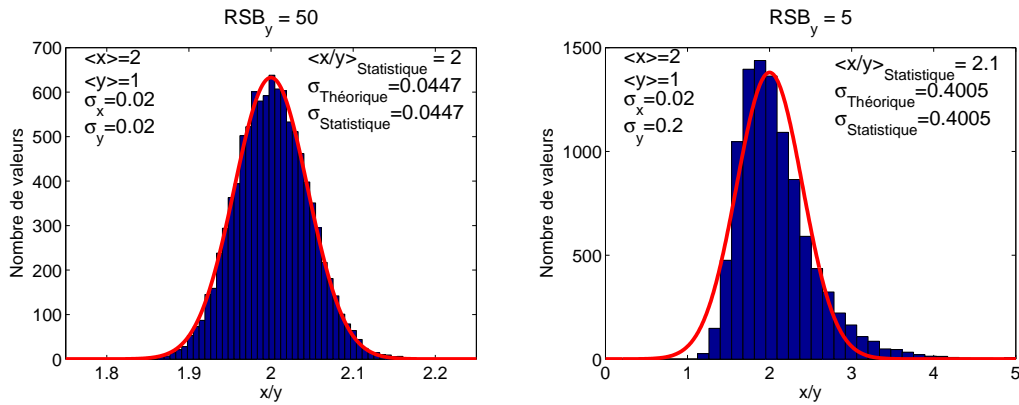 RSB_y = 50
<x>=2
<y>=1
σ_x=0.02
σ_y=0.02
<x/y>_Statistique = 2
σ_Théorique=0.0447
σ_Statistique=0.0447
Nombre de valeurs
700
600
500
400
300
200
100
0
1.8
1.9
2
2.1
2.2
x/y
RSB_y = 5
<x>=2
<y>=1
σ_x=0.02
σ_y=0.2
<x/y>_Statistique = 2.1
σ_Théorique=0.4005
σ_Statistique=0.4005
Nombre de valeurs
1500
1000
500
0
0
1
2
3
4
5
x/y